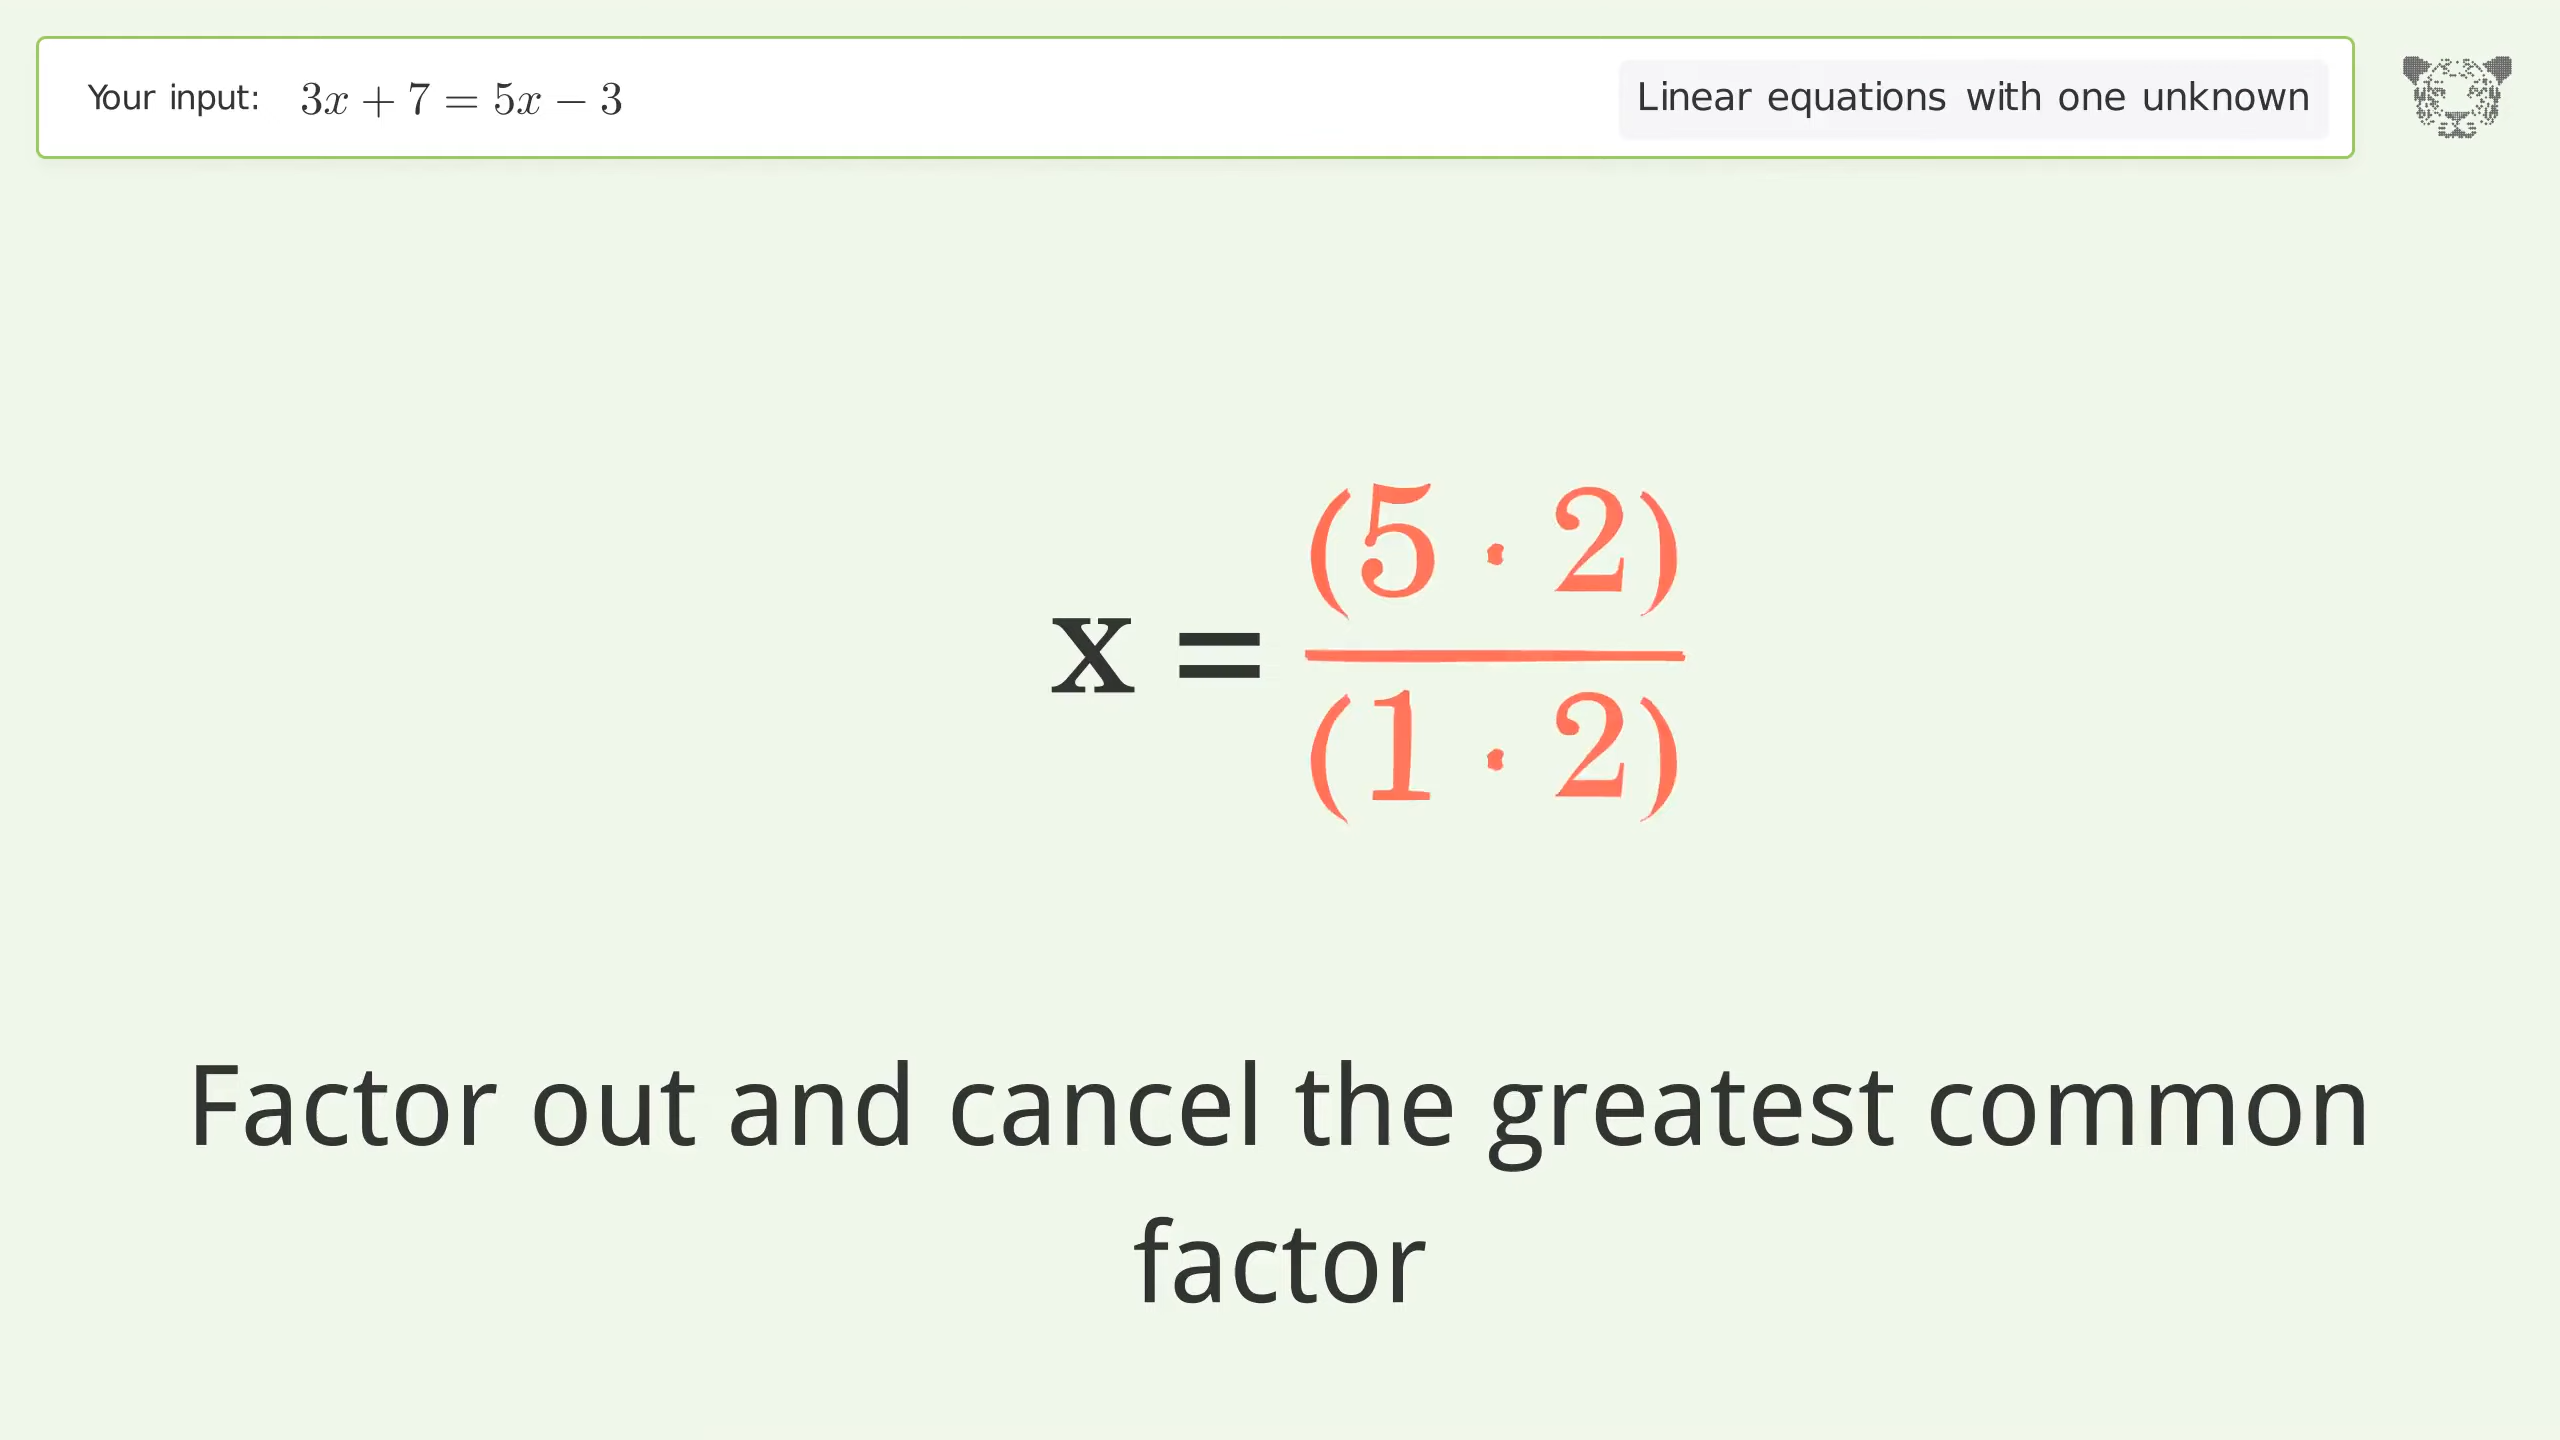 Your input: 3x + 7 = 5x − 3
Linear equations with one unknown
x = (5 · 2)
(1 · 2)
Factor out and cancel the greatest common
factor